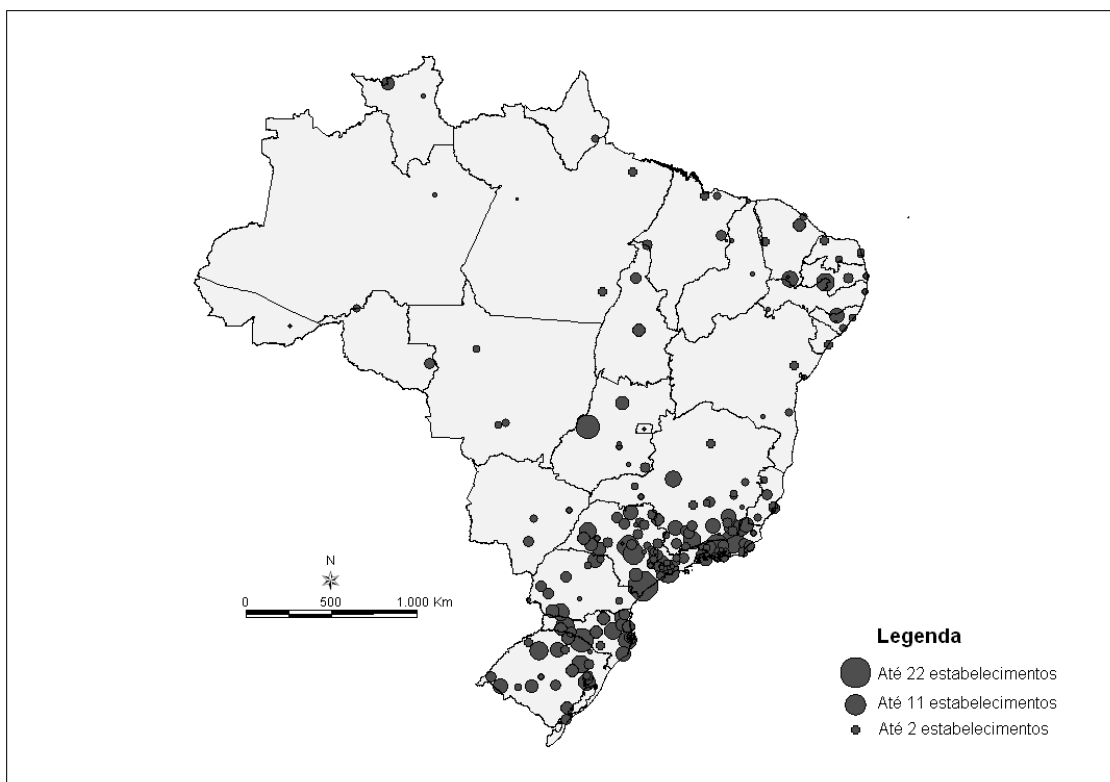 N
0 500 1.000 Km
Legenda
Até 22 estabelecimentos
Até 11 estabelecimentos
Até 2 estabelecimentos